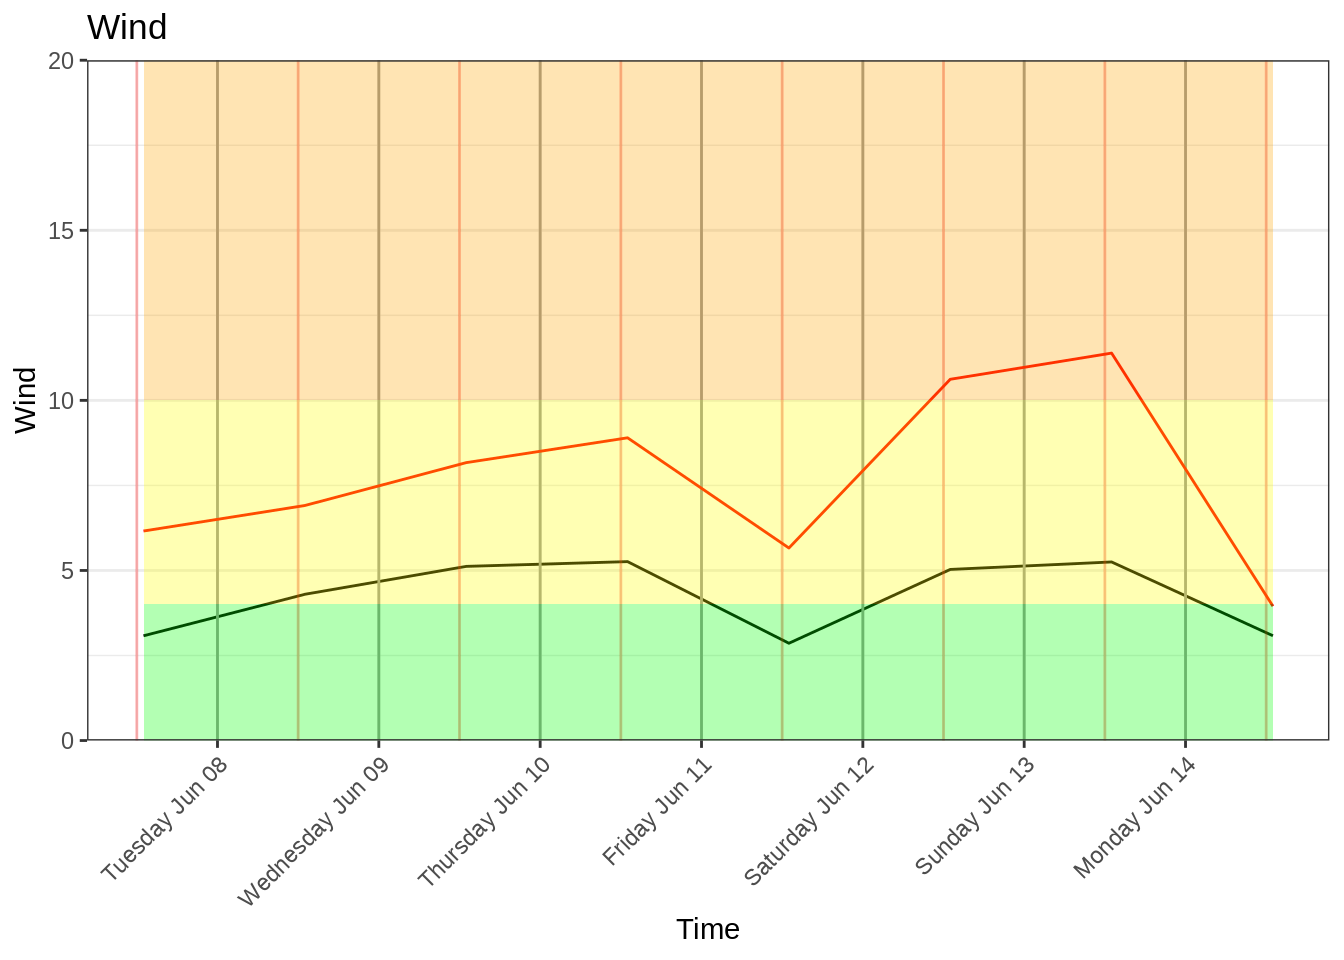 Wind
20
15
10
5
0
Wind
Tuesday Jun 08
Wednesday Jun 09
Thursday Jun 10
Friday Jun 11
Saturday Jun 12
Sunday Jun 13
Monday Jun 14
Time